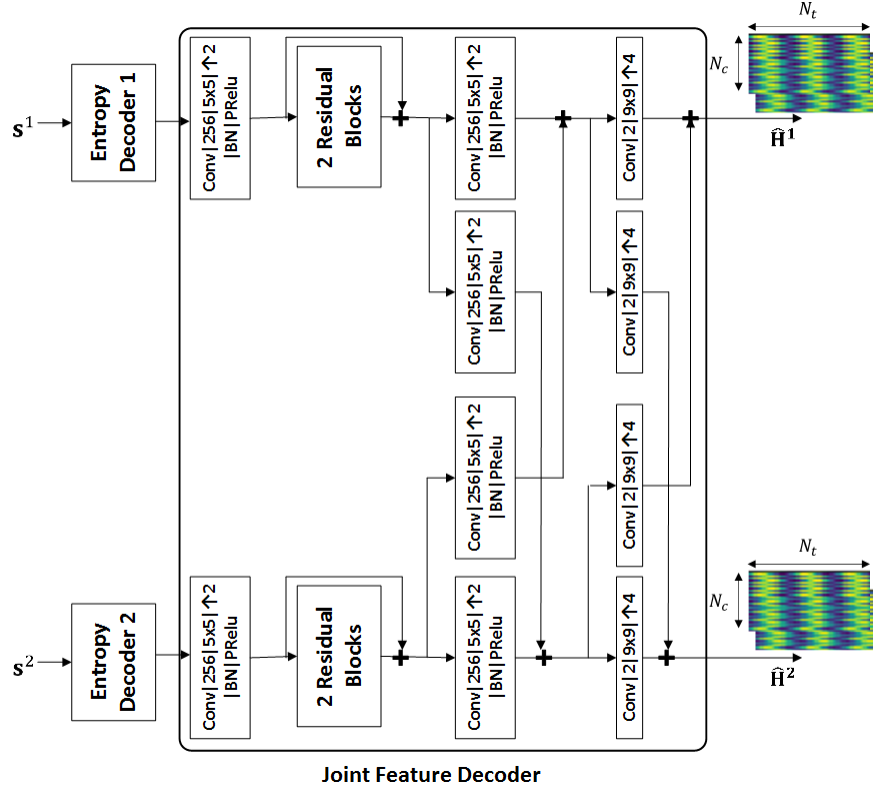 s¹
Entropy
Decoder 1
Conv|256|5x5|↑2
|BN|PRelu
2 Residual
Blocks
Conv|256|5x5|↑2
|BN|PRelu
Conv|2|9x9|↑4
N_t
N_c
Ĥ¹
Conv|256|5x5|↑2
|BN|PRelu
Conv|2|9x9|↑4
Conv|256|5x5|↑2
|BN|PRelu
Conv|2|9x9|↑4
s²
Entropy
Decoder 2
Conv|256|5x5|↑2
|BN|PRelu
2 Residual
Blocks
Conv|256|5x5|↑2
|BN|PRelu
Conv|2|9x9|↑4
N_t
N_c
Ĥ²
Joint Feature Decoder